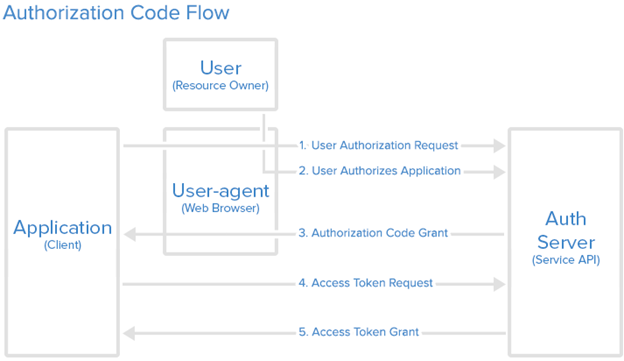 Authorization Code Flow
User
(Resource Owner)
1. User Authorization Request
2. User Authorizes Application
User-agent
(Web Browser)
Application
(Client)
3. Authorization Code Grant
Auth
Server
(Service API)
4. Access Token Request
5. Access Token Grant